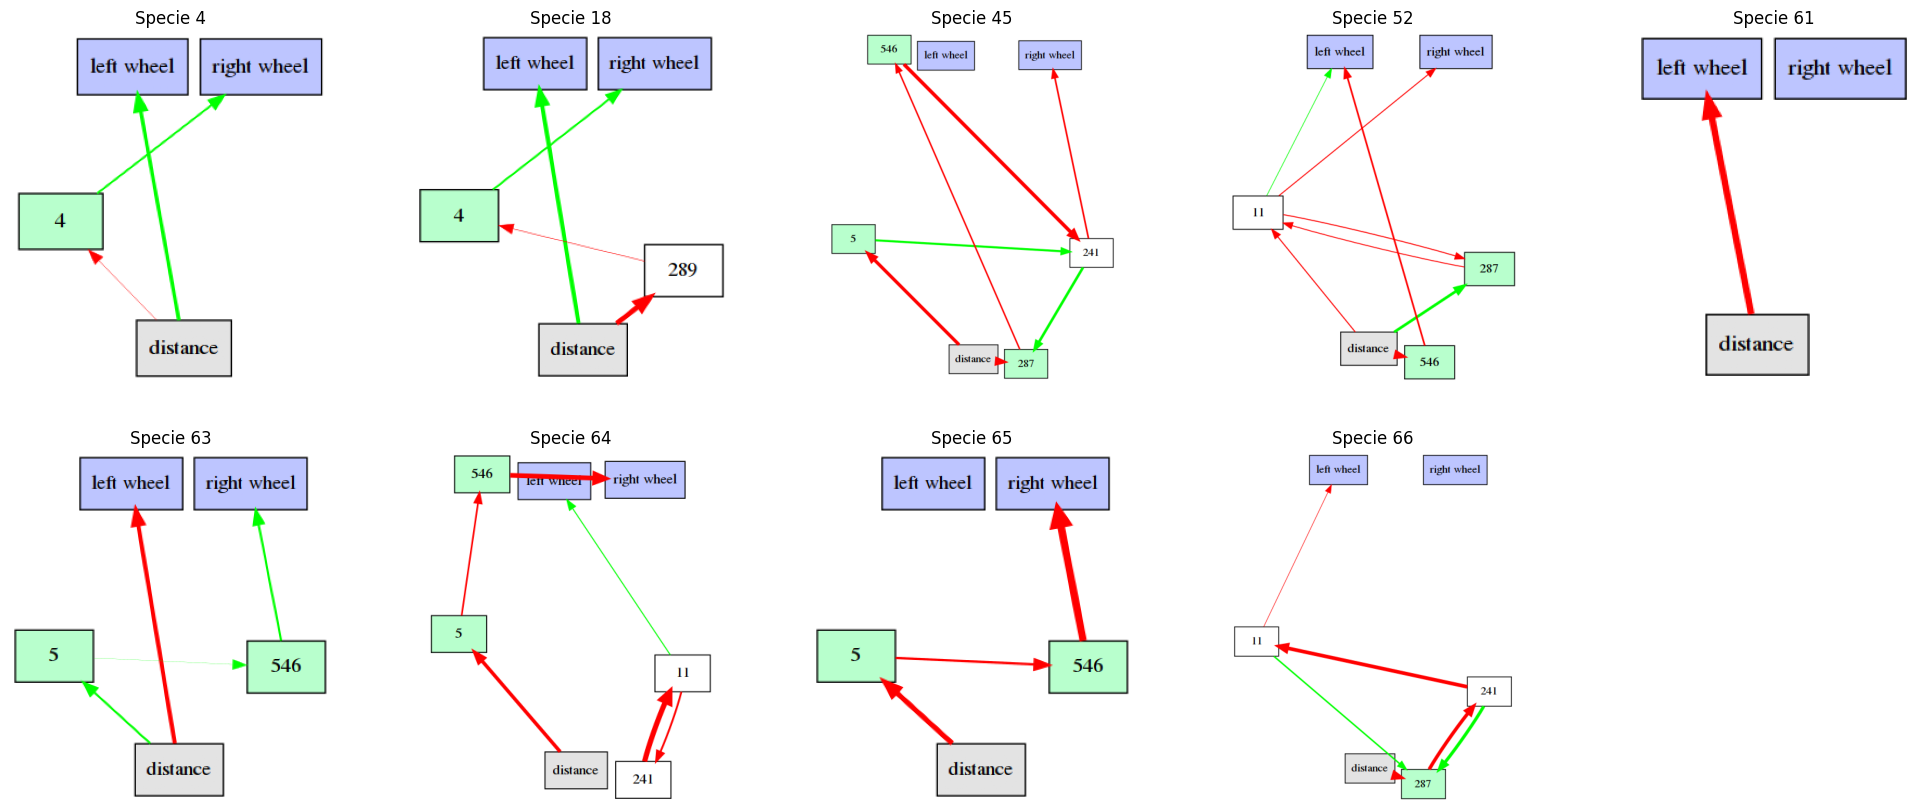 Specie 4
left wheel
right wheel
4
distance
Specie 18
left wheel
right wheel
4
289
distance
Specie 45
546
left wheel
right wheel
5
241
distance
287
Specie 52
left wheel
right wheel
11
287
distance
546
Specie 61
left wheel
right wheel
distance
Specie 63
left wheel
right wheel
5
546
distance
Specie 64
546
left wheel
right wheel
5
11
distance
241
Specie 65
left wheel
right wheel
5
546
distance
Specie 66
left wheel
right wheel
11
241
distance
287